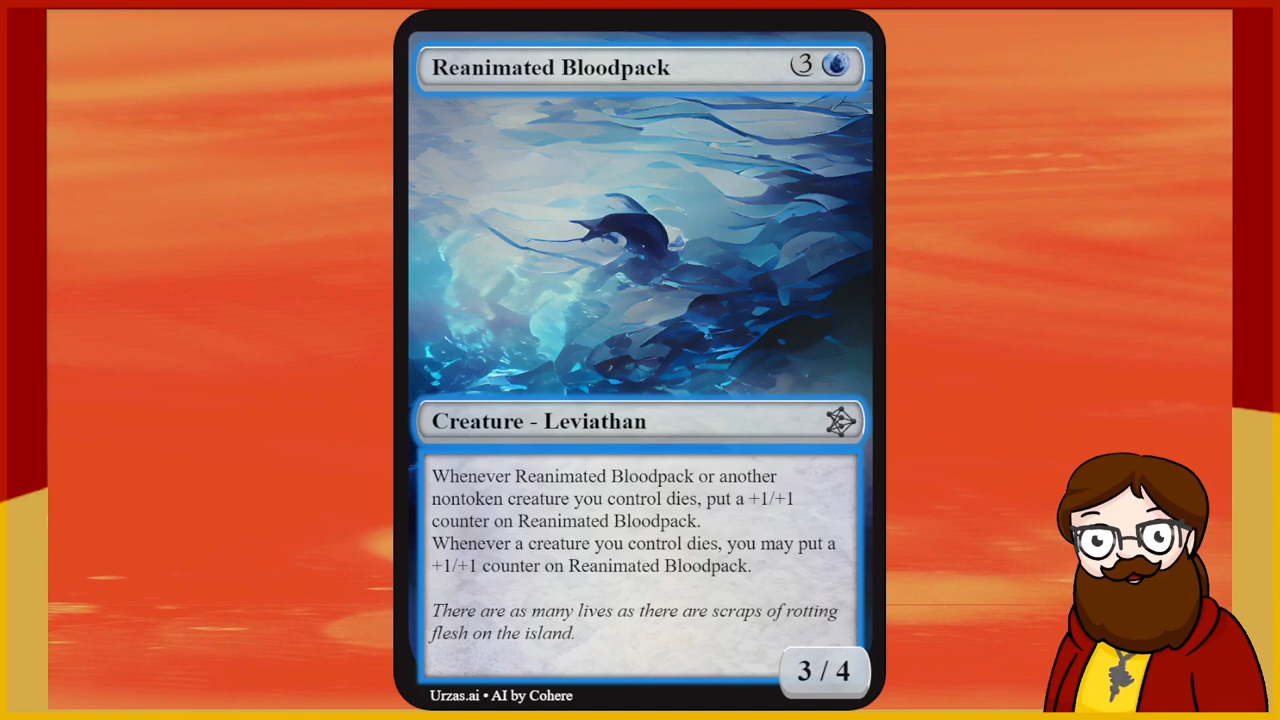 Reanimated Bloodpack 3
Creature - Leviathan
Whenever Reanimated Bloodpack or another
nontoken creature you control dies, put a +1/+1
counter on Reanimated Bloodpack.
Whenever a creature you control dies, you may put a
+1/+1 counter on Reanimated Bloodpack.
There are as many lives as there are scraps of rotting
flesh on the island.
3 / 4
Urzas.ai • AI by Cohere